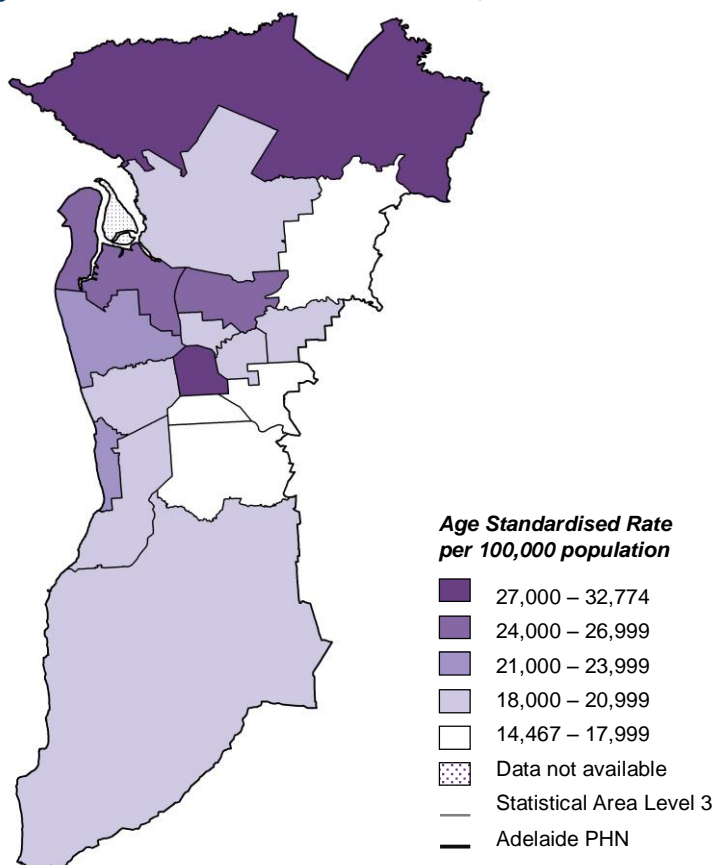 Age Standardised Rate
per 100,000 population
27,000 – 32,774
24,000 – 26,999
21,000 – 23,999
18,000 – 20,999
14,467 – 17,999
Data not available
Statistical Area Level 3
Adelaide PHN